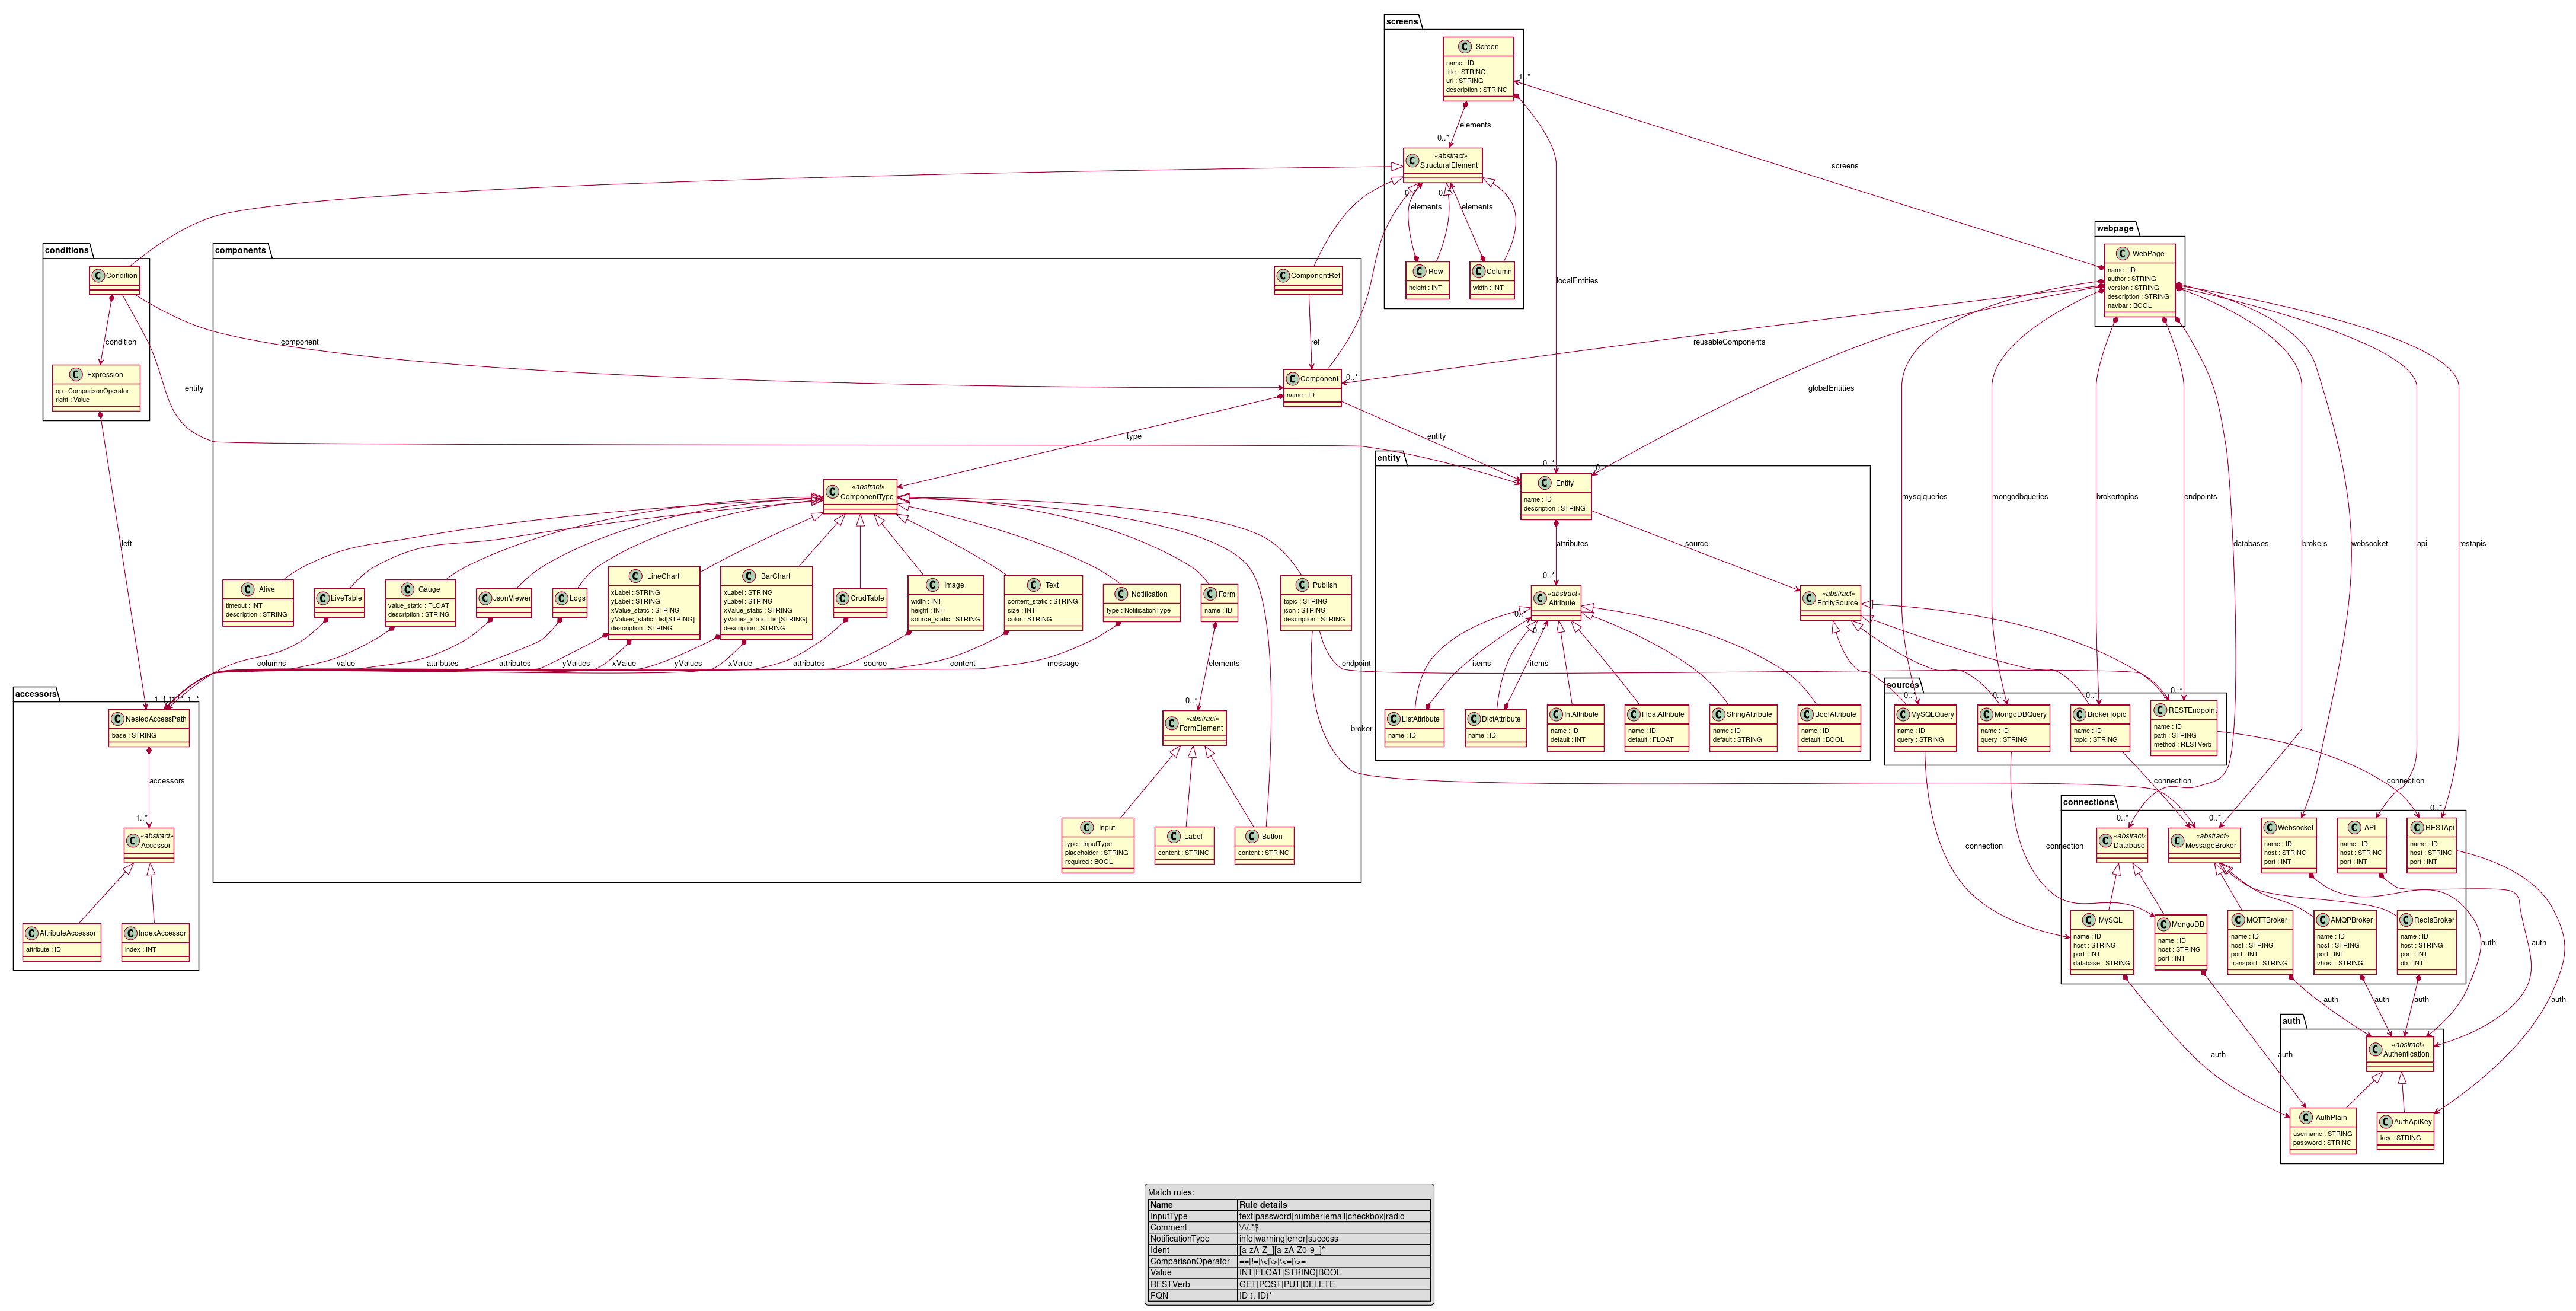 screens
Screen
name : ID
title : STRING
url : STRING
description : STRING
1..*
elements
0..*
«abstract»
StructuralElement
screens
0..*
0..*
elements
elements
Row
height : INT
Column
width : INT
localEntities
webpage
WebPage
name : ID
author : STRING
version : STRING
description : STRING
navbar : BOOL
conditions
Condition
condition
Expression
op : ComparisonOperator
right : Value
component
entity
left
components
ComponentRef
ref
Component
name : ID
0..*
reusableComponents
globalEntities
type
entity
«abstract»
ComponentType
Alive
timeout : INT
description : STRING
LiveTable
Gauge
value_static : FLOAT
description : STRING
JsonViewer
Logs
LineChart
xLabel : STRING
yLabel : STRING
xValue_static : STRING
yValues_static : list[STRING]
description : STRING
BarChart
xLabel : STRING
yLabel : STRING
xValue_static : STRING
yValues_static : list[STRING]
description : STRING
CrudTable
Image
width : INT
height : INT
source_static : STRING
Text
content_static : STRING
size : INT
color : STRING
Notification
type : NotificationType
Form
name : ID
Publish
topic : STRING
json : STRING
description : STRING
columns
value
attributes
attributes
yValues
xValue
yValues
xValue
attributes
source
content
message
elements
endpoint
broker
0..*
«abstract»
FormElement
Input
type : InputType
placeholder : STRING
required : BOOL
Label
content : STRING
Button
content : STRING
accessors
1..*
NestedAccessPath
base : STRING
accessors
1..*
«abstract»
Accessor
AttributeAccessor
attribute : ID
IndexAccessor
index : INT
entity
0..*
0..*
Entity
name : ID
description : STRING
attributes
source
0..*
«abstract»
Attribute
0..*
0..*
«abstract»
EntitySource
items
items
ListAttribute
name : ID
DictAttribute
name : ID
IntAttribute
name : ID
default : INT
FloatAttribute
name : ID
default : FLOAT
StringAttribute
name : ID
default : STRING
BoolAttribute
name : ID
default : BOOL
mysqlqueries
mongodbqueries
brokertopics
endpoints
databases
brokers
websocket
api
restapis
sources
0..*
0..*
0..*
0..*
MySQLQuery
name : ID
query : STRING
MongoDBQuery
name : ID
query : STRING
BrokerTopic
name : ID
topic : STRING
RESTEndpoint
name : ID
path : STRING
method : RESTVerb
connection
connection
connection
connection
connections
0..*
0..*
0..*
«abstract»
Database
«abstract»
MessageBroker
Websocket
name : ID
host : STRING
port : INT
API
name : ID
host : STRING
port : INT
RESTApi
name : ID
host : STRING
port : INT
MySQL
name : ID
host : STRING
port : INT
database : STRING
MongoDB
name : ID
host : STRING
port : INT
MQTTBroker
name : ID
host : STRING
port : INT
transport : STRING
AMQPBroker
name : ID
host : STRING
port : INT
vhost : STRING
RedisBroker
name : ID
host : STRING
port : INT
db : INT
auth
auth
auth
auth
auth
auth
auth
auth
auth
«abstract»
Authentication
AuthPlain
username : STRING
password : STRING
AuthApiKey
key : STRING
Match rules:
Name Rule details
InputType text|password|number|email|checkbox|radio
Comment \/\/.*$
NotificationType info|warning|error|success
Ident [a-zA-Z_][a-zA-Z0-9_]*
ComparisonOperator ==|!=|\<|\>|\<=|\>=
Value INT|FLOAT|STRING|BOOL
RESTVerb GET|POST|PUT|DELETE
FQN ID (. ID)*